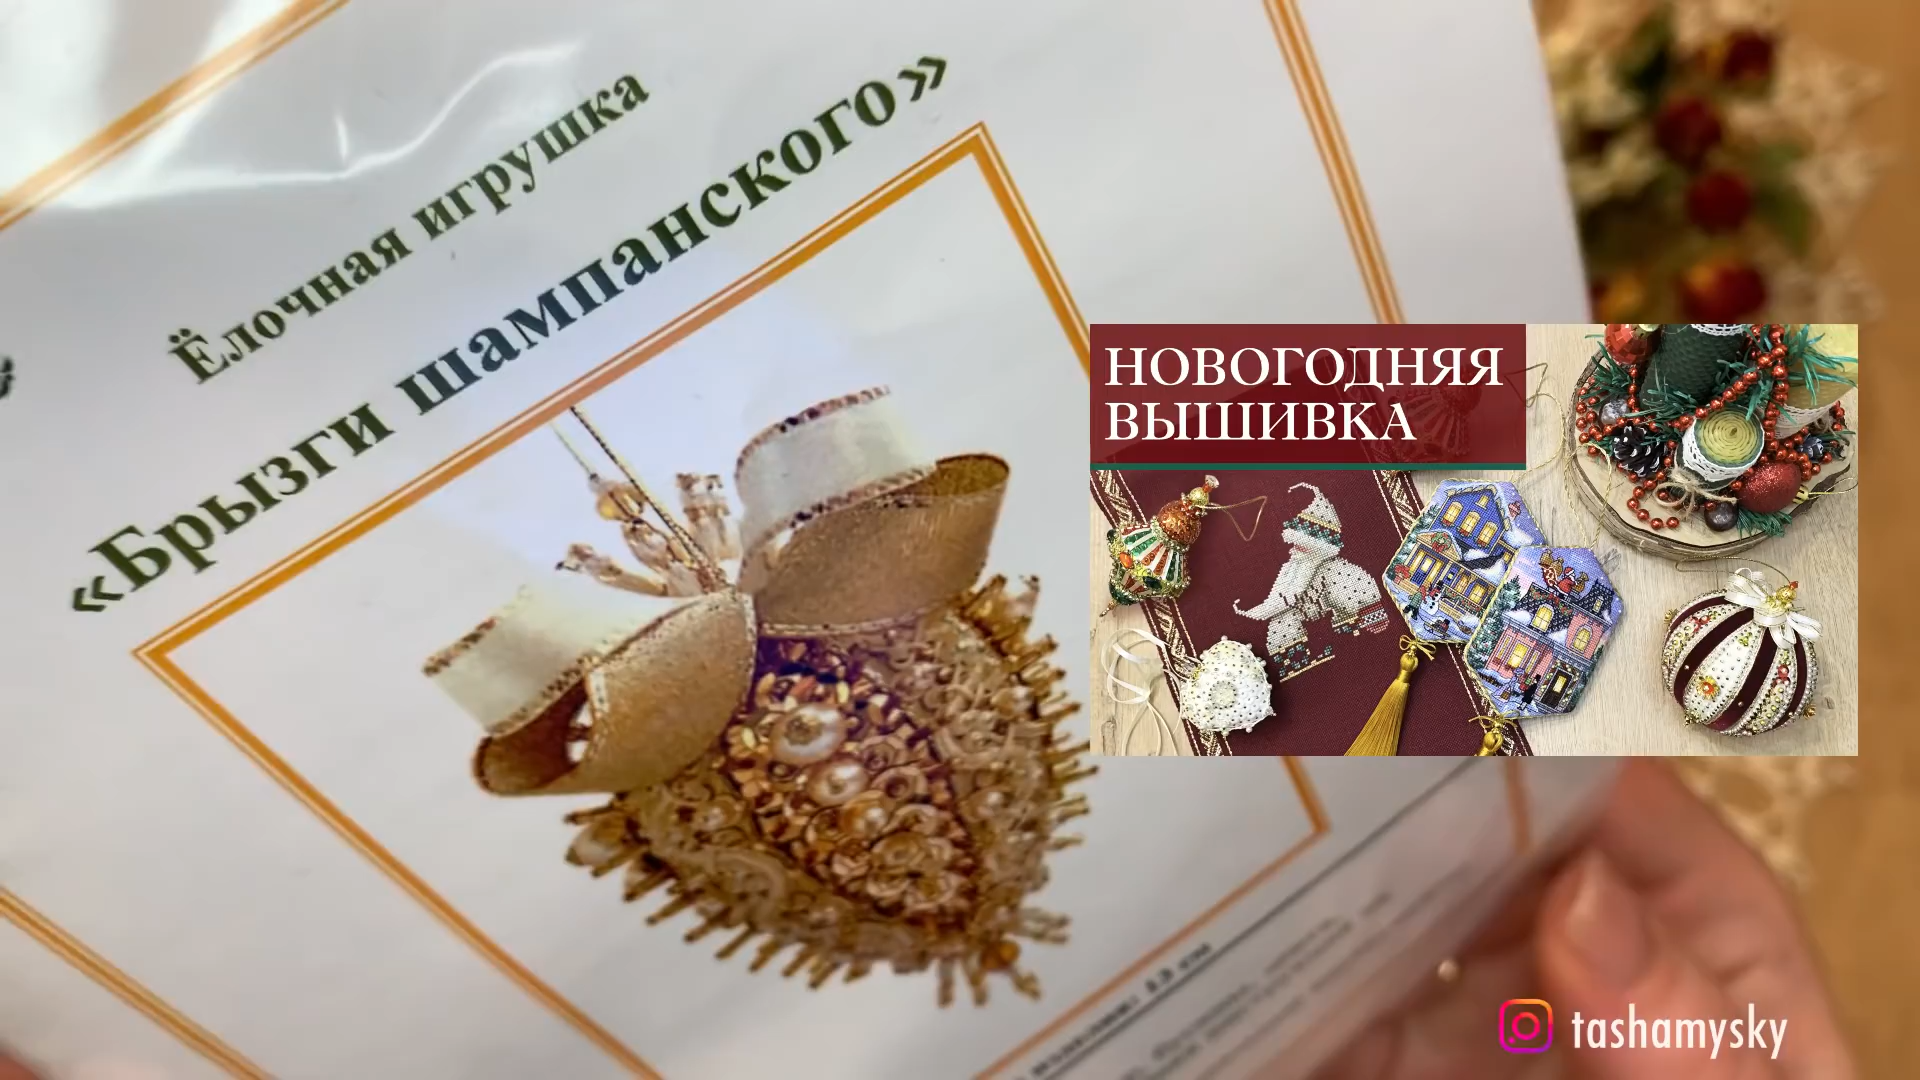 Ёлочная игрушка
«Брызги шампанского»
НОВОГОДНЯЯ
ВЫШИВКА
tashamysky